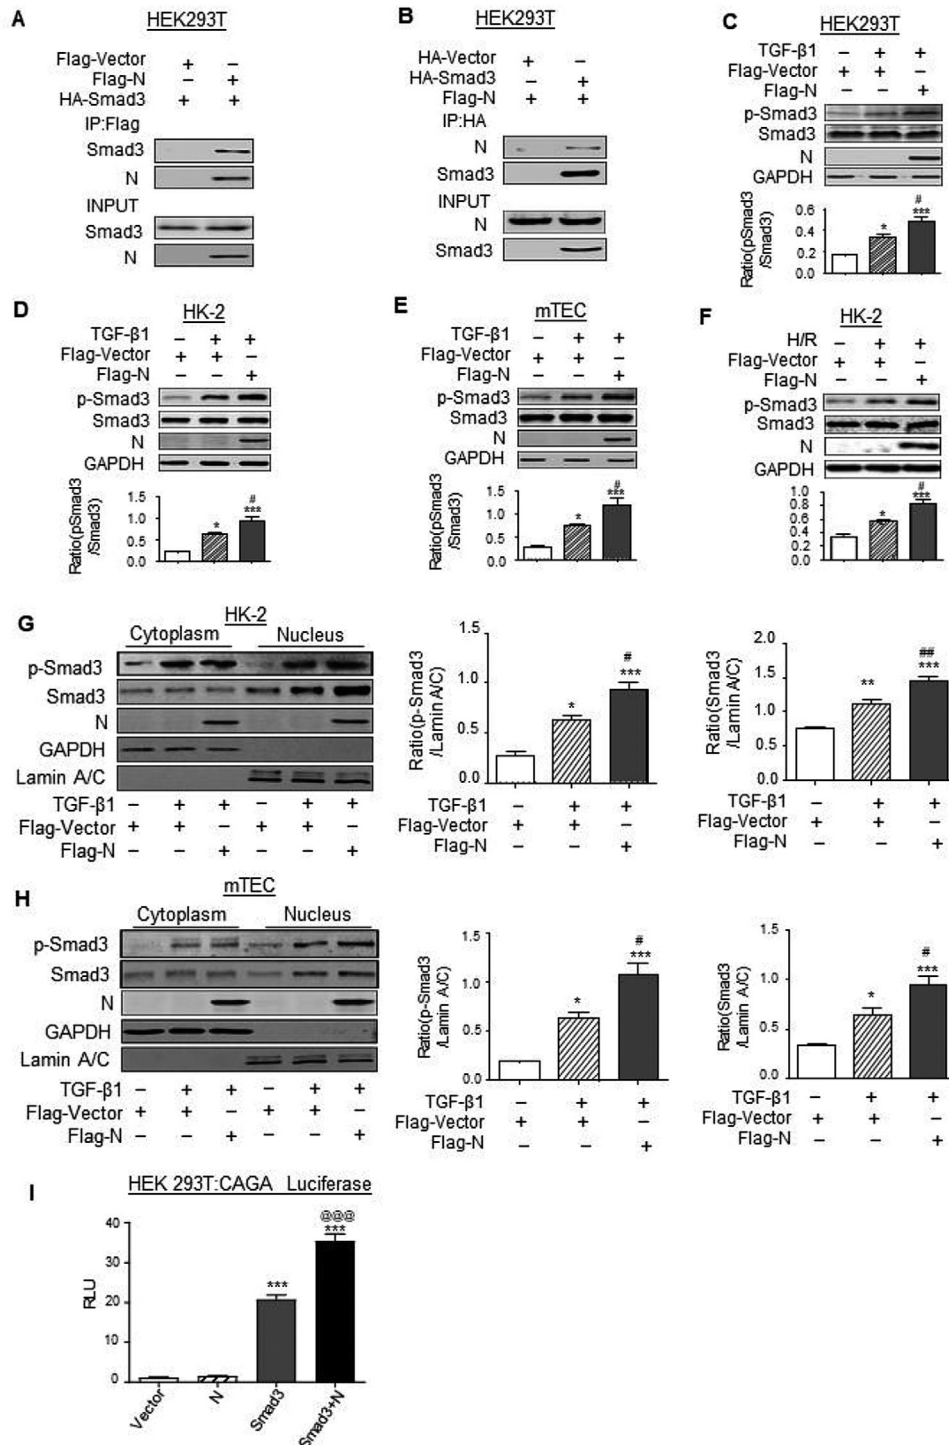 A
HEK293T
Flag-Vector + –
Flag-N – +
HA-Smad3 + +
IP:Flag
Smad3
N
INPUT
Smad3
N
B
HEK293T
HA-Vector + –
HA-Smad3 – +
Flag-N + +
IP:HA
N
Smad3
INPUT
N
Smad3
C
HEK293T
TGF-β1 – + +
Flag-Vector + + –
Flag-N – – +
p-Smad3
Smad3
N
GAPDH
Ratio(pSmad3
/Smad3)
0.6
0.4
0.2
0.0
*
#
***
D
HK-2
TGF-β1 – + +
Flag-Vector + + –
Flag-N – – +
p-Smad3
Smad3
N
GAPDH
Ratio(pSmad3
/Smad3)
1.5
1.0
0.5
0.0
*
#
***
E
mTEC
TGF-β1 – + +
Flag-Vector + + –
Flag-N – – +
p-Smad3
Smad3
N
GAPDH
Ratio(pSmad3
/Smad3)
1.5
1.0
0.5
0.0
*
#
***
F
HK-2
H/R – + +
Flag-Vector + + –
Flag-N – – +
p-Smad3
Smad3
N
GAPDH
Ratio(pSmad3
/Smad3)
1.0
0.8
0.6
0.4
0.2
0.0
*
#
***
G
HK-2
Cytoplasm Nucleus
p-Smad3
Smad3
N
GAPDH
Lamin A/C
TGF-β1 – + + – + +
Flag-Vector + + – + + –
Flag-N – – + – – +
Ratio(p-Smad3
/Lamin A/C)
1.5
1.0
0.5
0.0
*
#
***
TGF-β1 – + +
Flag-Vector + + –
Flag-N – – +
Ratio(Smad3
/Lamin A/C)
2.0
1.5
1.0
0.5
0.0
**
##
***
TGF-β1 – + +
Flag-Vector + + –
Flag-N – – +
H
mTEC
Cytoplasm Nucleus
p-Smad3
Smad3
N
GAPDH
Lamin A/C
TGF-β1 – + + – + +
Flag-Vector + + – + + –
Flag-N – – + – – +
Ratio(p-Smad3
/Lamin A/C)
1.5
1.0
0.5
0.0
*
#
***
TGF-β1 – + +
Flag-Vector + + –
Flag-N – – +
Ratio(Smad3
/Lamin A/C)
1.5
1.0
0.5
0.0
*
#
***
TGF-β1 – + +
Flag-Vector + + –
Flag-N – – +
I
HEK 293T:CAGA Luciferase
RLU
40
30
20
10
0
***
@@@
***
Vector
N
Smad3
Smad3+N